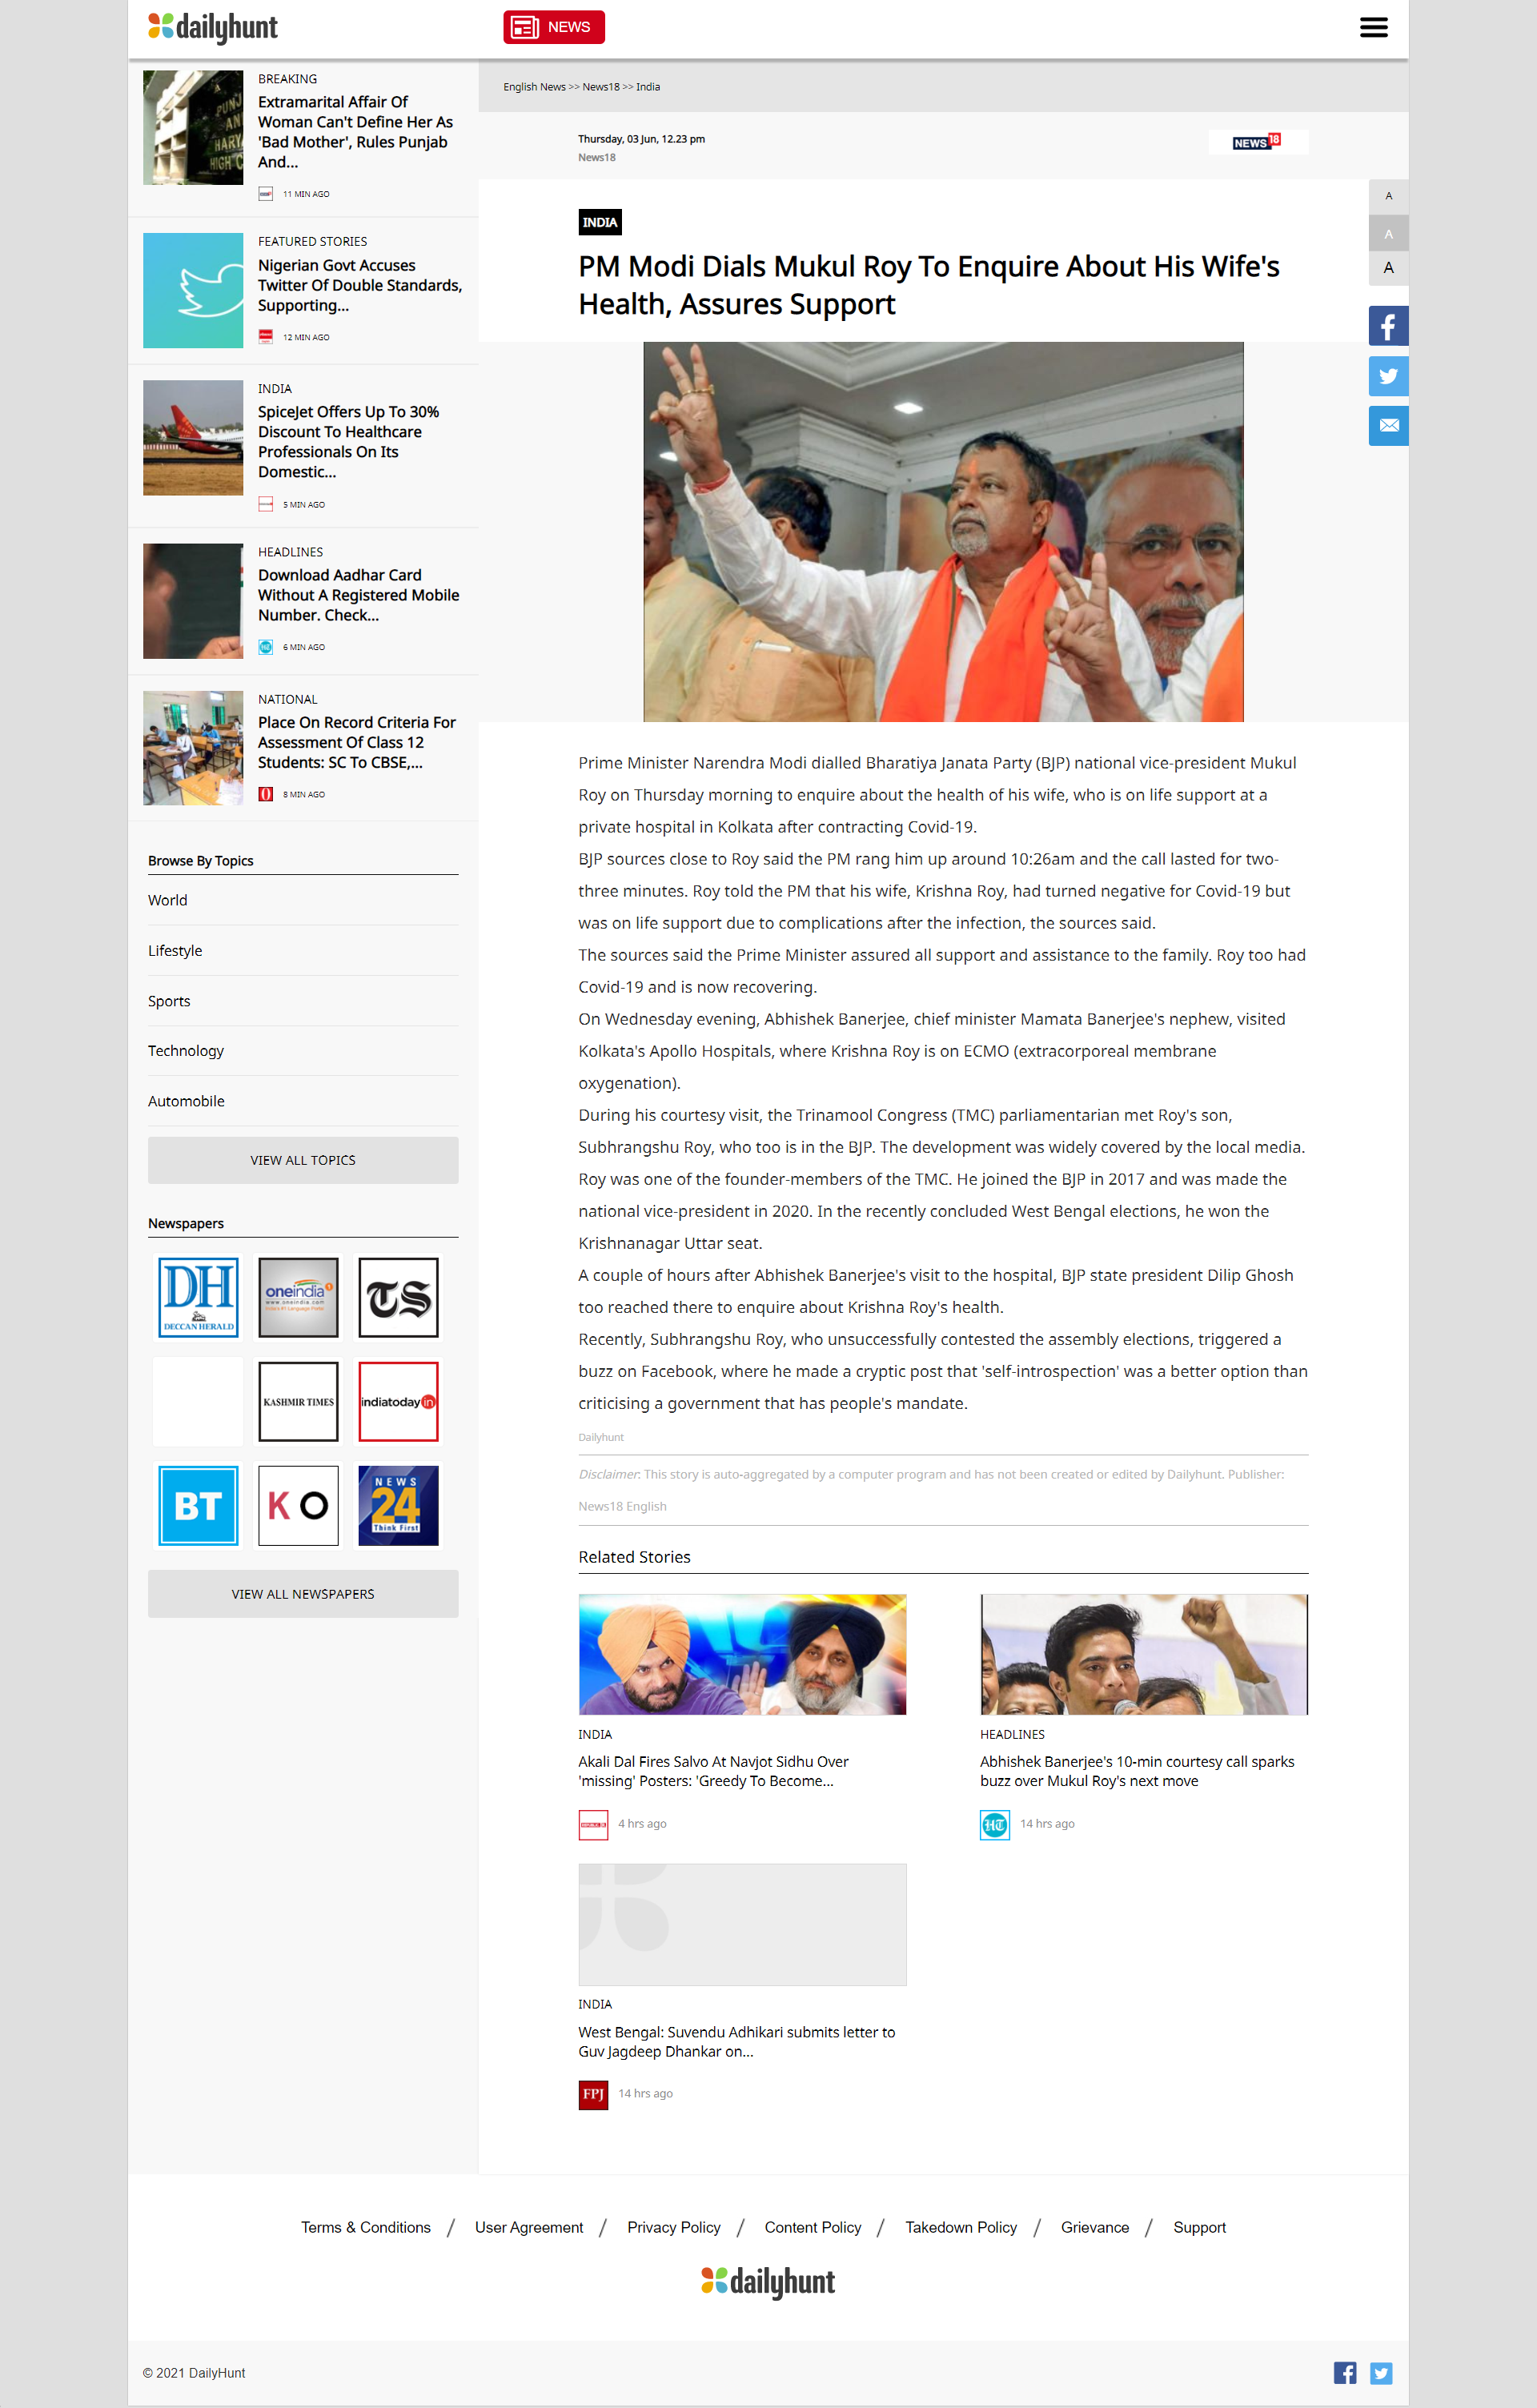 dailyhunt
NEWS
BREAKING
Extramarital Affair Of
Woman Can't Define Her As
'Bad Mother', Rules Punjab
And...
11 MIN AGO
FEATURED STORIES
Nigerian Govt Accuses
Twitter Of Double Standards,
Supporting...
12 MIN AGO
INDIA
SpiceJet Offers Up To 30%
Discount To Healthcare
Professionals On Its
Domestic...
5 MIN AGO
HEADLINES
Download Aadhar Card
Without A Registered Mobile
Number. Check...
6 MIN AGO
NATIONAL
Place On Record Criteria For
Assessment Of Class 12
Students: SC To CBSE,...
8 MIN AGO
Browse By Topics
World
Lifestyle
Sports
Technology
Automobile
VIEW ALL TOPICS
Newspapers
DH
DECCAN HERALD
oneindia
www.oneindia.com
TS
KASHMIR TIMES
indiatoday.in
BT
KO
NEWS
24
Think First
VIEW ALL NEWSPAPERS
English News >> News18 >> India
Thursday, 03 Jun, 12.23 pm
News18
NEWS 18
A
A
A
INDIA
PM Modi Dials Mukul Roy To Enquire About His Wife's
Health, Assures Support
Prime Minister Narendra Modi dialled Bharatiya Janata Party (BJP) national vice-president Mukul
Roy on Thursday morning to enquire about the health of his wife, who is on life support at a
private hospital in Kolkata after contracting Covid-19.
BJP sources close to Roy said the PM rang him up around 10:26am and the call lasted for two-
three minutes. Roy told the PM that his wife, Krishna Roy, had turned negative for Covid-19 but
was on life support due to complications after the infection, the sources said.
The sources said the Prime Minister assured all support and assistance to the family. Roy too had
Covid-19 and is now recovering.
On Wednesday evening, Abhishek Banerjee, chief minister Mamata Banerjee's nephew, visited
Kolkata's Apollo Hospitals, where Krishna Roy is on ECMO (extracorporeal membrane
oxygenation).
During his courtesy visit, the Trinamool Congress (TMC) parliamentarian met Roy's son,
Subhrangshu Roy, who too is in the BJP. The development was widely covered by the local media.
Roy was one of the founder-members of the TMC. He joined the BJP in 2017 and was made the
national vice-president in 2020. In the recently concluded West Bengal elections, he won the
Krishnanagar Uttar seat.
A couple of hours after Abhishek Banerjee's visit to the hospital, BJP state president Dilip Ghosh
too reached there to enquire about Krishna Roy's health.
Recently, Subhrangshu Roy, who unsuccessfully contested the assembly elections, triggered a
buzz on Facebook, where he made a cryptic post that 'self-introspection' was a better option than
criticising a government that has people's mandate.
Dailyhunt
Disclaimer: This story is auto-aggregated by a computer program and has not been created or edited by Dailyhunt. Publisher:
News18 English
Related Stories
INDIA
Akali Dal Fires Salvo At Navjot Sidhu Over
'missing' Posters: 'Greedy To Become...
4 hrs ago
HEADLINES
Abhishek Banerjee's 10-min courtesy call sparks
buzz over Mukul Roy's next move
HT
14 hrs ago
INDIA
West Bengal: Suvendu Adhikari submits letter to
Guv Jagdeep Dhankar on...
FPJ
14 hrs ago
Terms & Conditions / User Agreement / Privacy Policy / Content Policy / Takedown Policy / Grievance / Support
dailyhunt
© 2021 DailyHunt